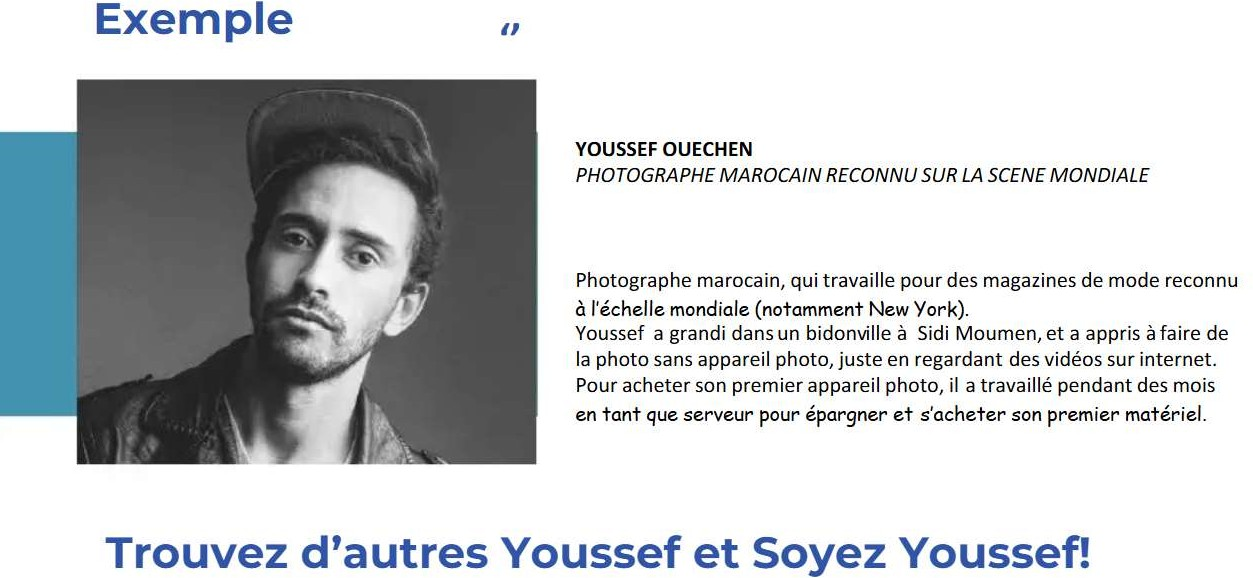 Exemple
‘’
YOUSSEF OUECHEN
PHOTOGRAPHE MAROCAIN RECONNU SUR LA SCENE MONDIALE
Photographe marocain, qui travaille pour des magazines de mode reconnu
à l’échelle mondiale (notamment New York).
Youssef a grandi dans un bidonville à Sidi Moumen, et a appris à faire de
la photo sans appareil photo, juste en regardant des vidéos sur internet.
Pour acheter son premier appareil photo, il a travaillé pendant des mois
en tant que serveur pour épargner et s’acheter son premier matériel.
Trouvez d’autres Youssef et Soyez Youssef!